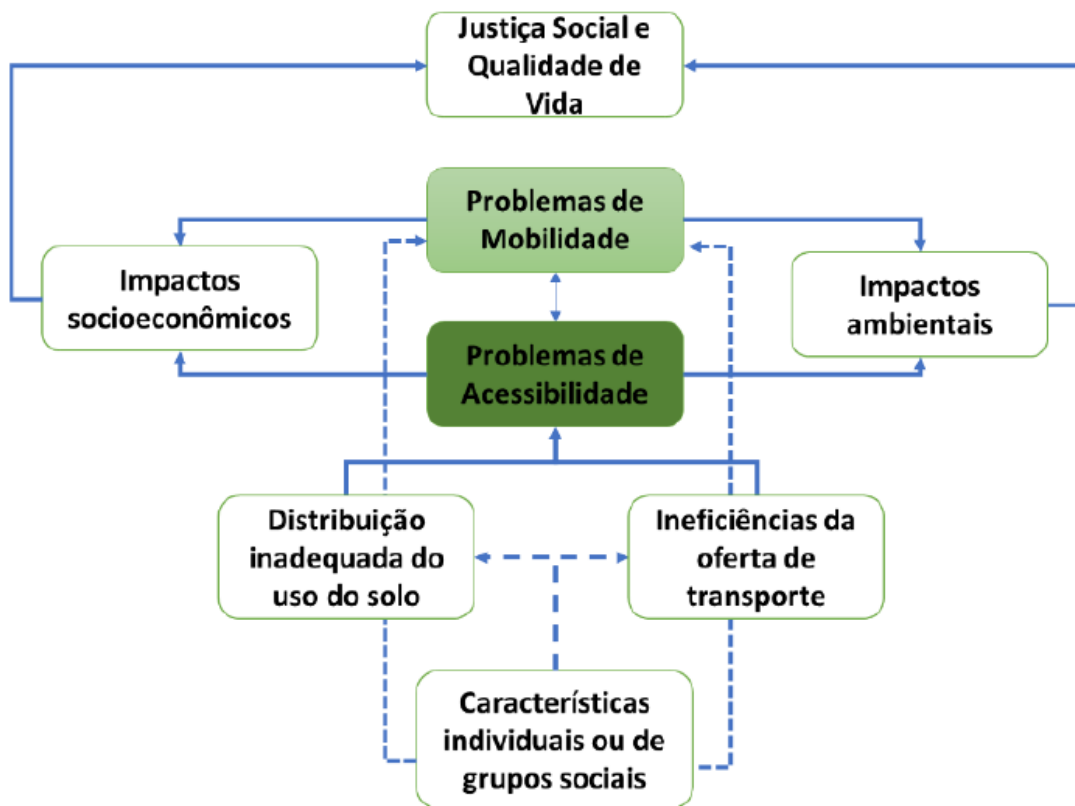 Justiça Social e
Qualidade de
Vida
Problemas de
Mobilidade
Impactos
socioeconômicos
Impactos
ambientais
Problemas de
Acessibilidade
Distribuição
inadequada do
uso do solo
Ineficiências da
oferta de
transporte
Características
individuais ou de
grupos sociais